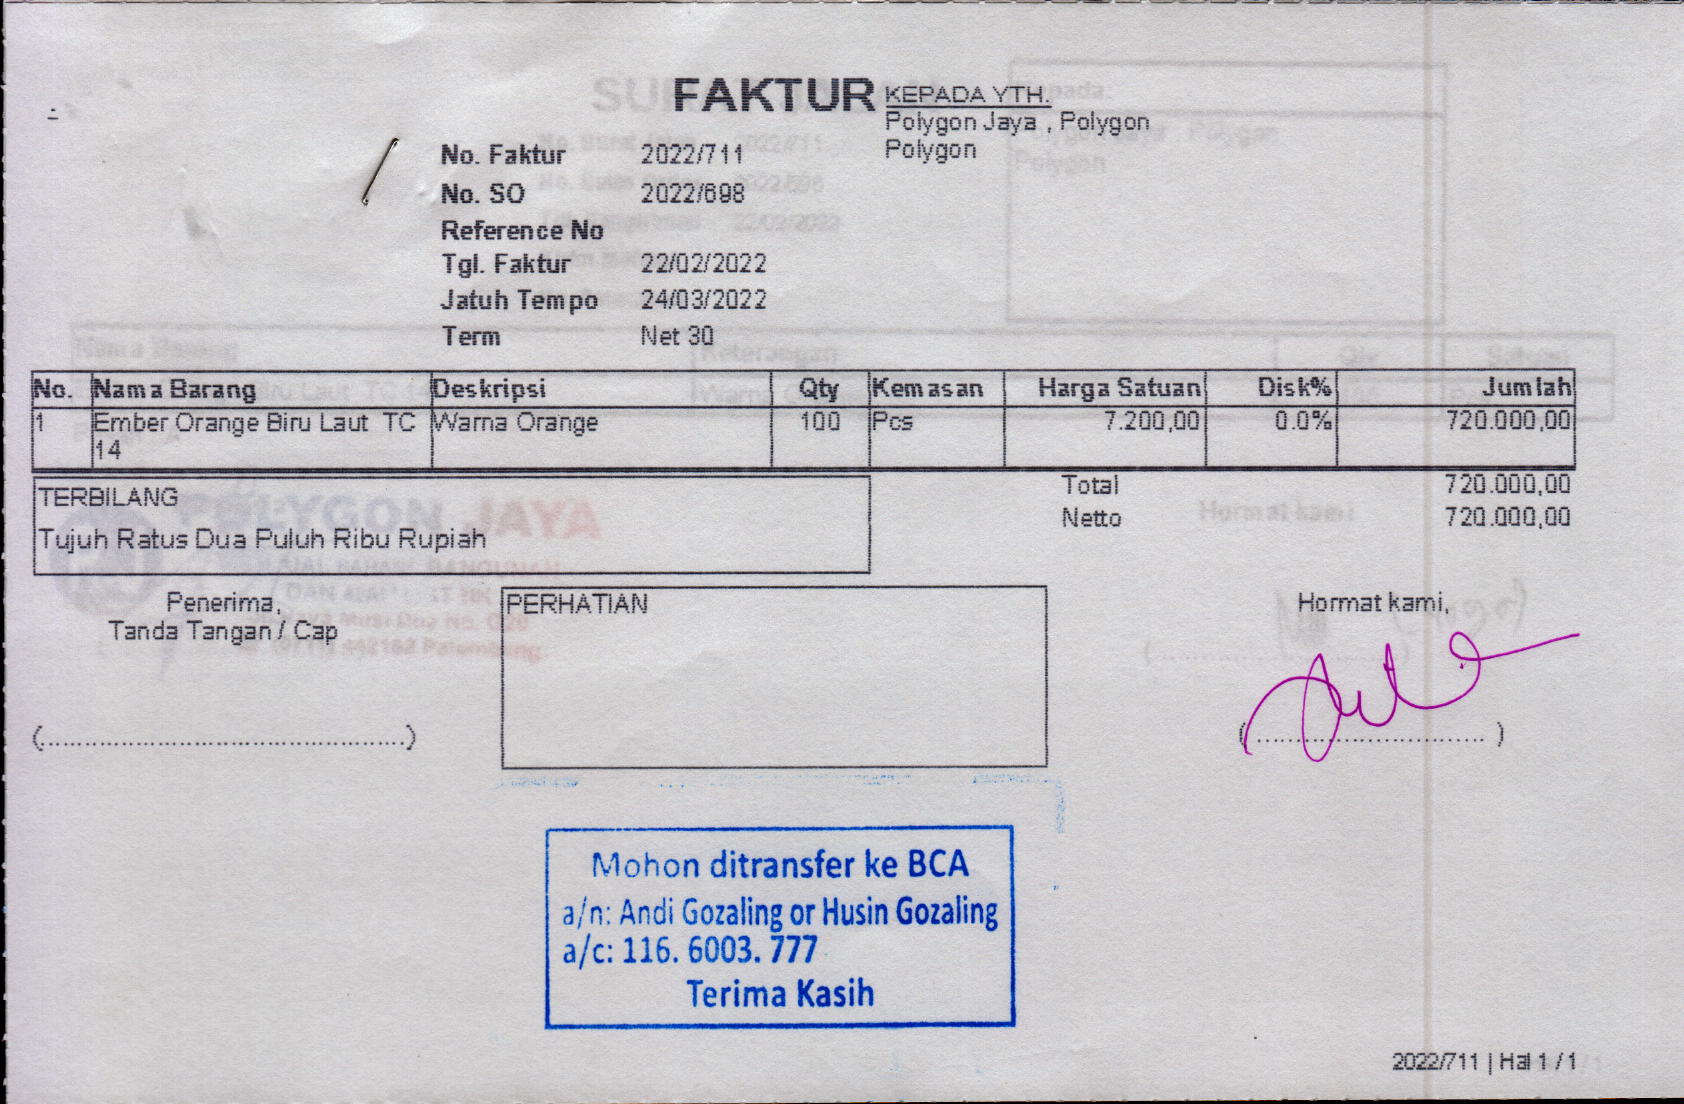 FAKTUR
KEPADA YTH.
Polygon Jaya , Polygon
Polygon
No. Faktur 2022/711
No. SO 2022/698
Reference No
Tgl. Faktur 22/02/2022
Jatuh Tempo 24/03/2022
Term Net 30
No. Nama Barang Deskripsi Qty Kemasan Harga Satuan Disk% Jumlah
1 Ember Orange Biru Laut TC Warna Orange 100 Pcs 7.200,00 0.0% 720.000,00
14
TERBILANG
Tujuh Ratus Dua Puluh Ribu Rupiah
Total 720.000,00
Netto 720.000,00
Penerima,
Tanda Tangan / Cap
PERHATIAN
Hormat kami,
(................................................)
(................................ )
Mohon ditransfer ke BCA
a/n: Andi Gozaling or Husin Gozaling
a/c: 116. 6003. 777
Terima Kasih
2022/711 | Hal 1 / 1
POLYGON JAYA